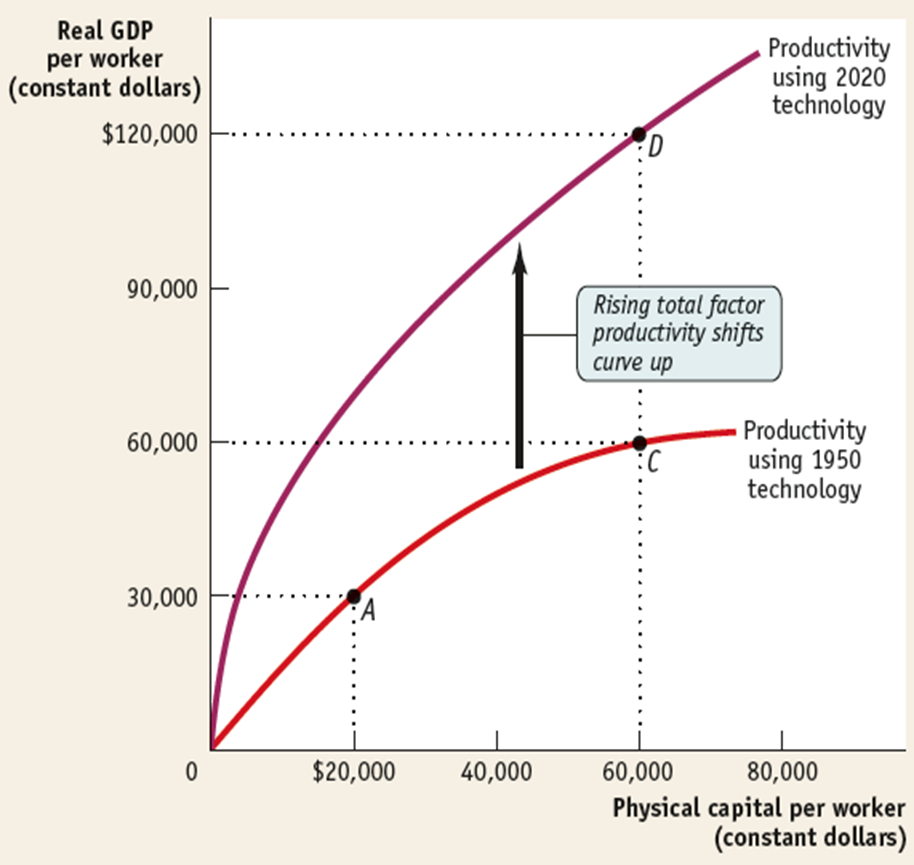 Real GDP
per worker
(constant dollars)
Productivity
using 2020
technology
$120,000
D
90,000
Rising total factor
productivity shifts
curve up
60,000
C
Productivity
using 1950
technology
30,000
A
0
$20,000
40,000
60,000
80,000
Physical capital per worker
(constant dollars)